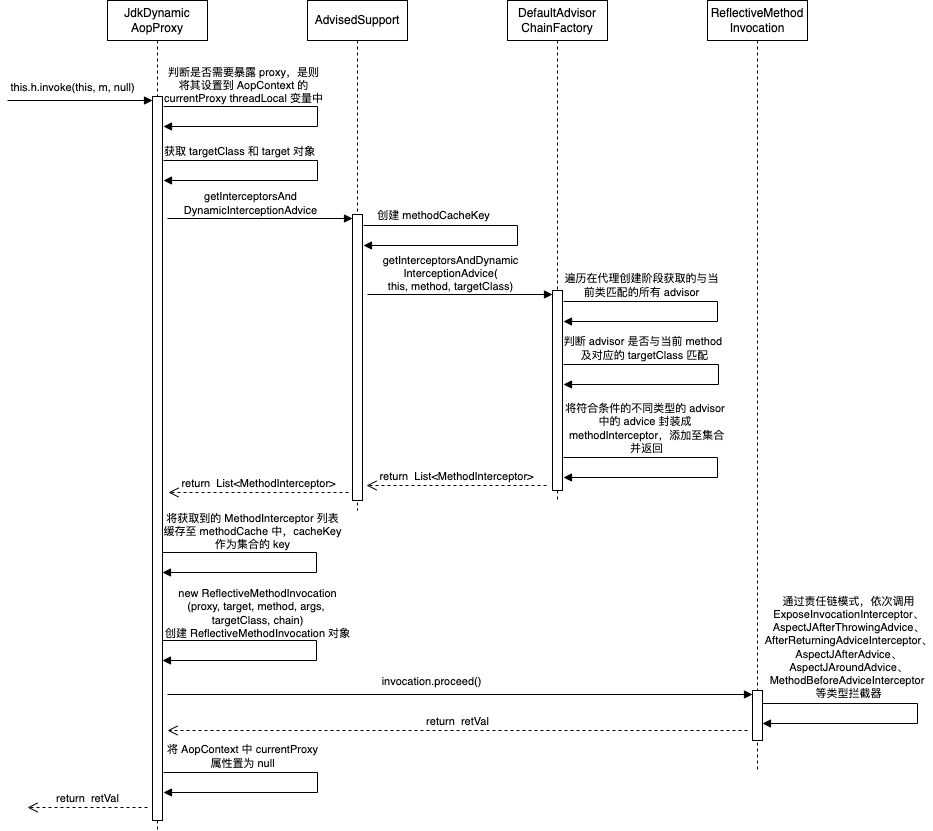 JdkDynamic
AopProxy
AdvisedSupport
DefaultAdvisor
ChainFactory
ReflectiveMethod
Invocation
this.h.invoke(this, m, null)
判断是否需要暴露 proxy，是则
将其设置到 AopContext 的
currentProxy threadLocal 变量中
获取 targetClass 和 target 对象
getInterceptorsAnd
DynamicInterceptionAdvice
创建 methodCacheKey
getInterceptorsAndDynamic
InterceptionAdvice(
this, method, targetClass)
遍历在代理创建阶段获取的与当
前类匹配的所有 advisor
判断 advisor 是否与当前 method
及对应的 targetClass 匹配
将符合条件的不同类型的 advisor
中的 advice 封装成
methodInterceptor，添加至集合
并返回
return List<MethodInterceptor>
return List<MethodInterceptor>
将获取到的 MethodInterceptor 列表
缓存至 methodCache 中，cacheKey
作为集合的 key
new ReflectiveMethodInvocation
(proxy, target, method, args,
targetClass, chain)
创建 ReflectiveMethodInvocation 对象
通过责任链模式，依次调用
ExposeInvocationInterceptor、
AspectJAfterThrowingAdvice、
AfterReturningAdviceInterceptor、
AspectJAfterAdvice、
AspectJAroundAdvice、
MethodBeforeAdviceInterceptor
等类型拦截器
invocation.proceed()
return retVal
将 AopContext 中 currentProxy
属性置为 null
return retVal